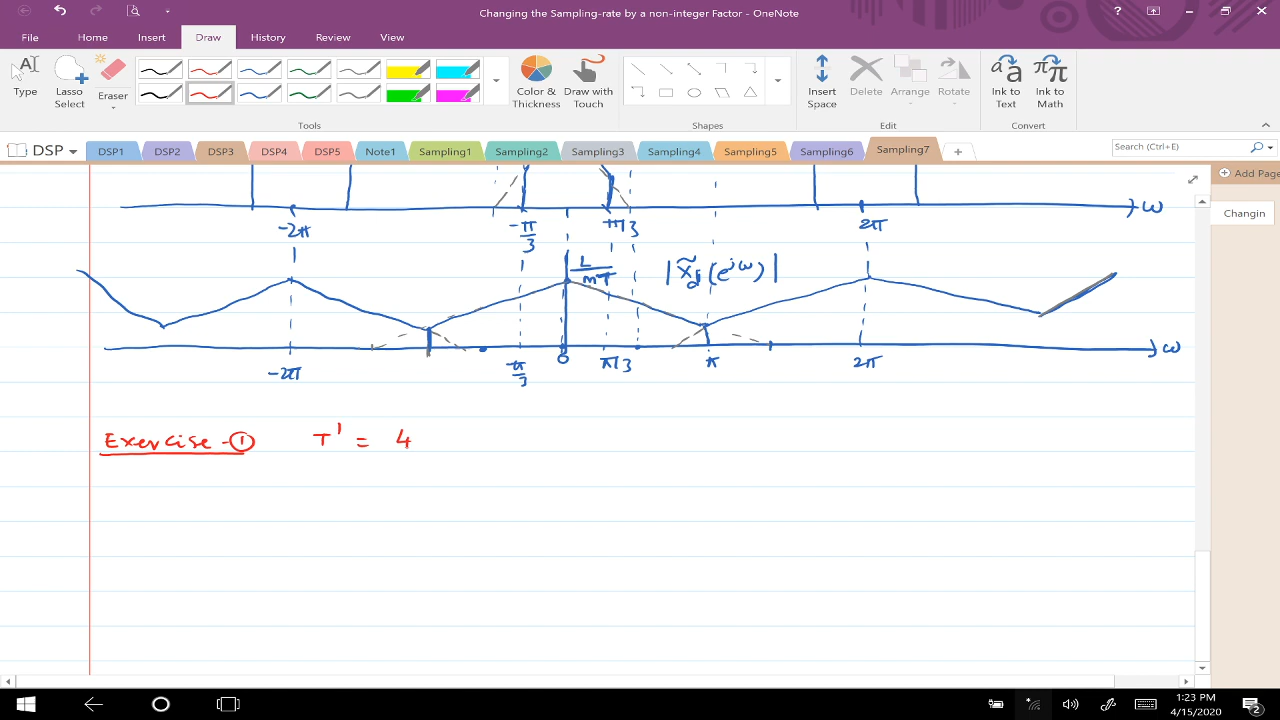 Changing the Sampling-rate by a non-integer Factor - OneNote
File Home Insert Draw History Review View
Type Lasso Select Eraser Color & Thickness Draw with Touch Insert Space Delete Arrange Rotate Ink to Text Ink to Math
Tools Shapes Edit Convert
DSP DSP1 DSP2 DSP3 DSP4 DSP5 Note1 Sampling1 Sampling2 Sampling3 Sampling4 Sampling5 Sampling6 Sampling7 Search (Ctrl+E)
Add Page
Changin
-2π -π/3 π/3 2π ω
L/MT |X̃d(e^jω)|
-2π -π/3 0 π/3 π 2π ω
Exercise-① T' = 4
1:23 PM
4/15/2020
2